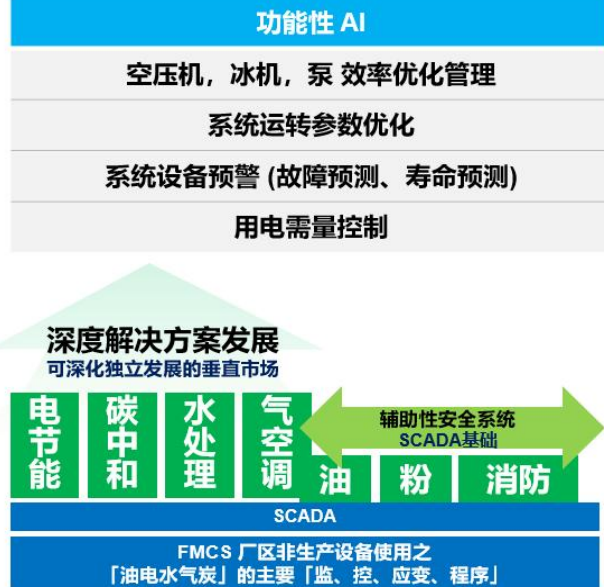 功能性 AI
空压机，冰机，泵 效率优化管理
系统运转参数优化
系统设备预警 (故障预测、寿命预测)
用电需量控制
深度解决方案发展
可深化独立发展的垂直市场
电节能
碳中和
水处理
气空调
辅助性安全系统
SCADA基础
油
粉
消防
SCADA
FMCS 厂区非生产设备使用之
「油电水气炭」的主要「监、控、应变、程序」